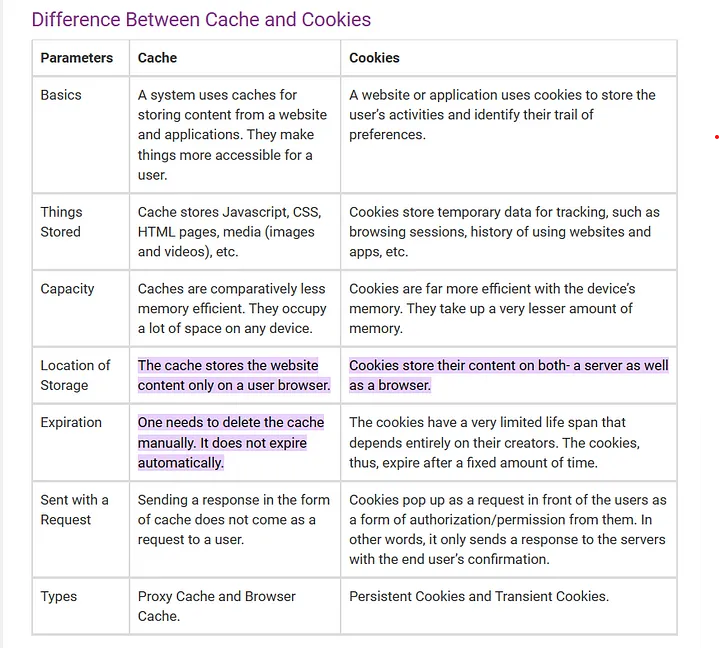 Difference Between Cache and Cookies
Parameters
Cache
Cookies
Basics
A system uses caches for
storing content from a website
and applications. They make
things more accessible for a
user.
A website or application uses cookies to store the
user's activities and identify their trail of
preferences.
Things
Stored
Cache stores Javascript, CSS,
HTML pages, media (images
and videos), etc.
Cookies store temporary data for tracking, such as
browsing sessions, history of using websites and
apps, etc.
Capacity
Caches are comparatively less
memory efficient. They occupy
a lot of space on any device.
Cookies are far more efficient with the device's
memory. They take up a very lesser amount of
memory.
Location of
Storage
The cache stores the website
content only on a user browser.
Cookies store their content on both- a server as well
as a browser.
Expiration
One needs to delete the cache
manually. It does not expire
automatically.
The cookies have a very limited life span that
depends entirely on their creators. The cookies,
thus, expire after a fixed amount of time.
Sent with a
Request
Sending a response in the form
of cache does not come as a
request to a user.
Cookies pop up as a request in front of the users as
a form of authorization/permission from them. In
other words, it only sends a response to the servers
with the end user's confirmation.
Types
Proxy Cache and Browser
Cache.
Persistent Cookies and Transient Cookies.